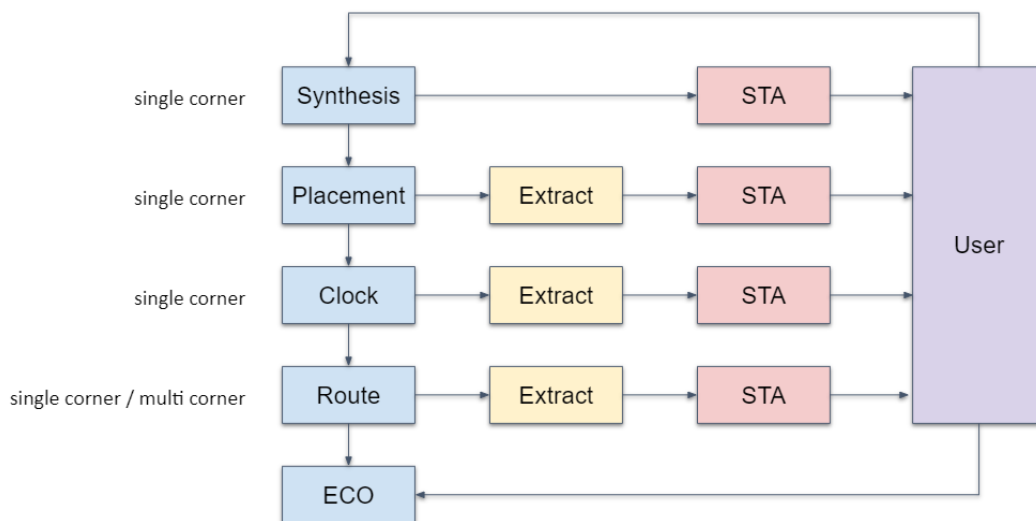 single corner
Synthesis
STA
single corner
Placement
Extract
STA
User
single corner
Clock
Extract
STA
single corner / multi corner
Route
Extract
STA
ECO